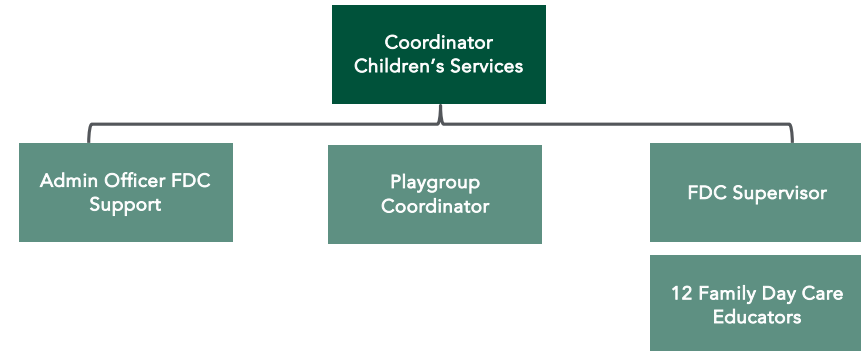 Coordinator
Children’s Services
Admin Officer FDC
Support
Playgroup
Coordinator
FDC Supervisor
12 Family Day Care
Educators